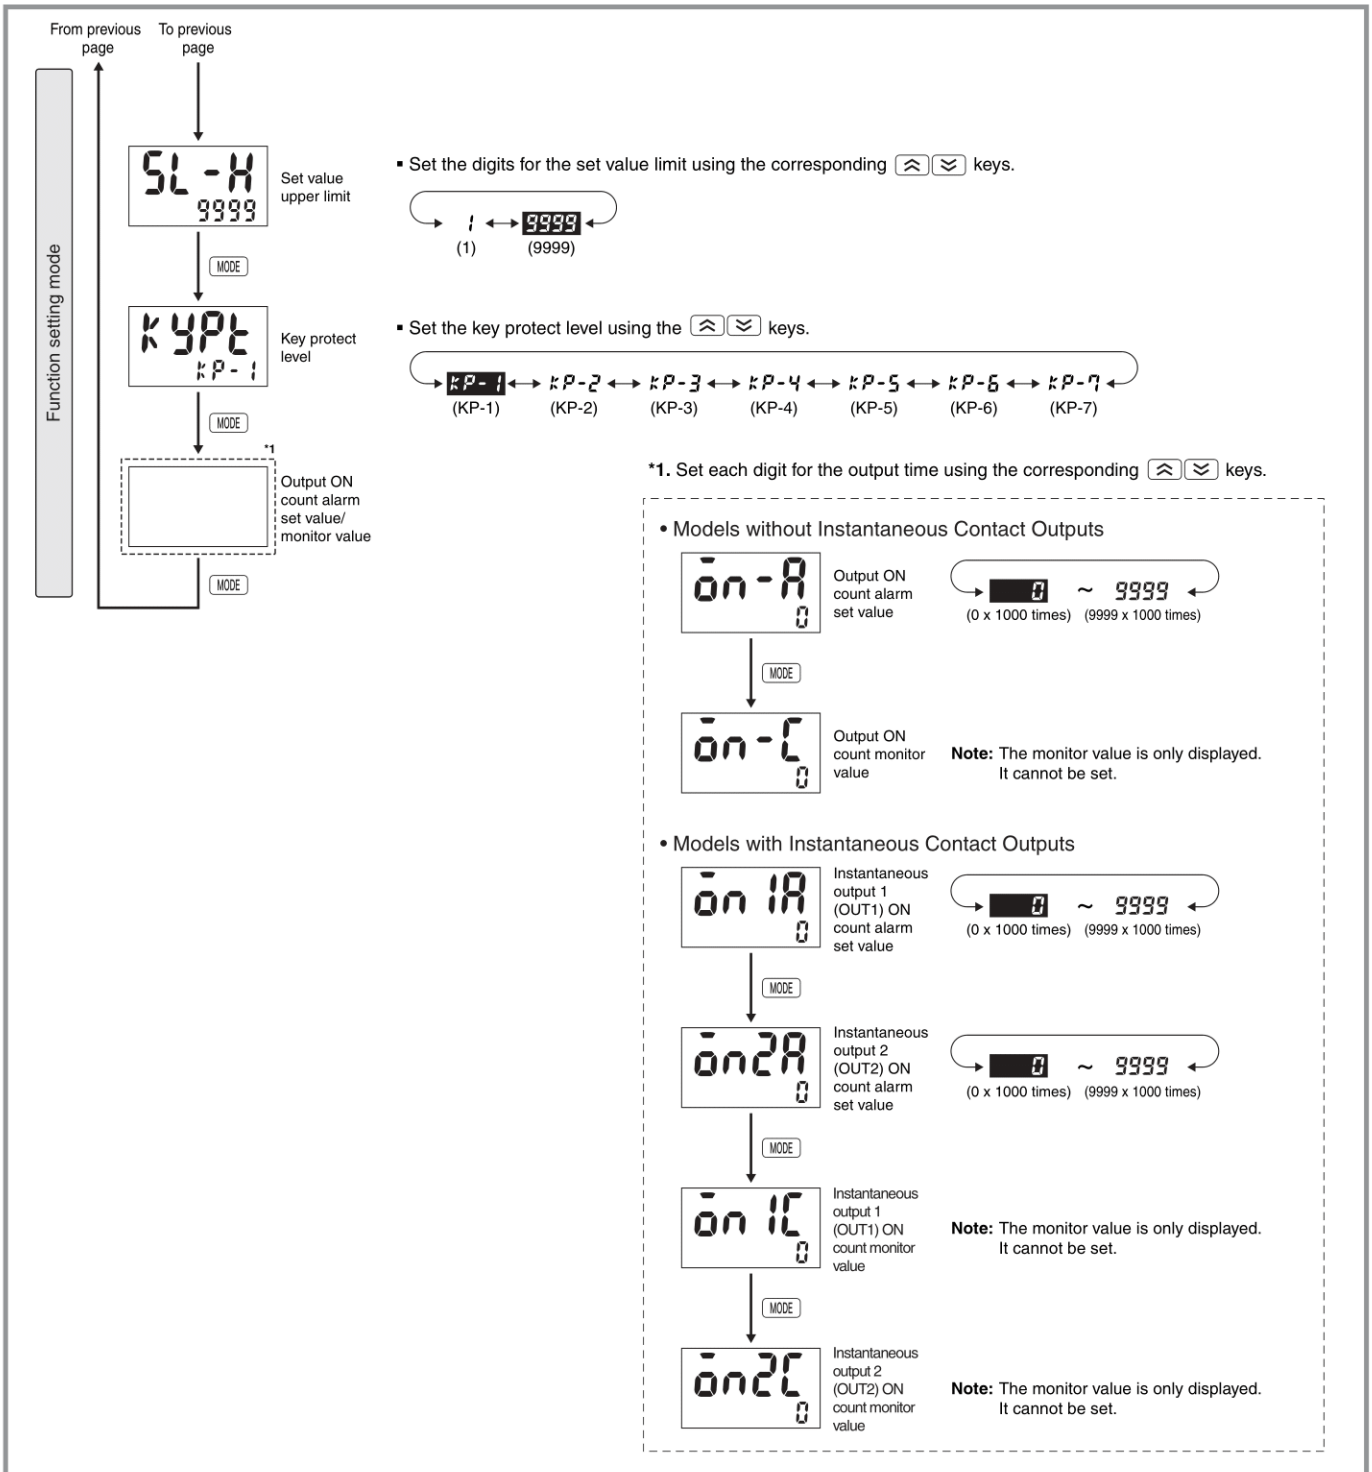 From previous page
To previous page
Function setting mode
SL-H
9999
Set value
upper limit
▪ Set the digits for the set value limit using the corresponding keys.
1 9999
(1) (9999)
MODE
KYPt
KP-1
Key protect
level
▪ Set the key protect level using the keys.
KP-1 KP-2 KP-3 KP-4 KP-5 KP-6 KP-7
(KP-1) (KP-2) (KP-3) (KP-4) (KP-5) (KP-6) (KP-7)
MODE
*1
Output ON
count alarm
set value/
monitor value
MODE
*1. Set each digit for the output time using the corresponding keys.
• Models without Instantaneous Contact Outputs
on-A
0
Output ON
count alarm
set value
0 ~ 9999
(0 x 1000 times) (9999 x 1000 times)
MODE
on-C
0
Output ON
count monitor
value
Note: The monitor value is only displayed.
It cannot be set.
• Models with Instantaneous Contact Outputs
on1A
0
Instantaneous
output 1
(OUT1) ON
count alarm
set value
0 ~ 9999
(0 x 1000 times) (9999 x 1000 times)
MODE
on2A
0
Instantaneous
output 2
(OUT2) ON
count alarm
set value
0 ~ 9999
(0 x 1000 times) (9999 x 1000 times)
MODE
on1C
0
Instantaneous
output 1
(OUT1) ON
count monitor
value
Note: The monitor value is only displayed.
It cannot be set.
MODE
on2C
0
Instantaneous
output 2
(OUT2) ON
count monitor
value
Note: The monitor value is only displayed.
It cannot be set.